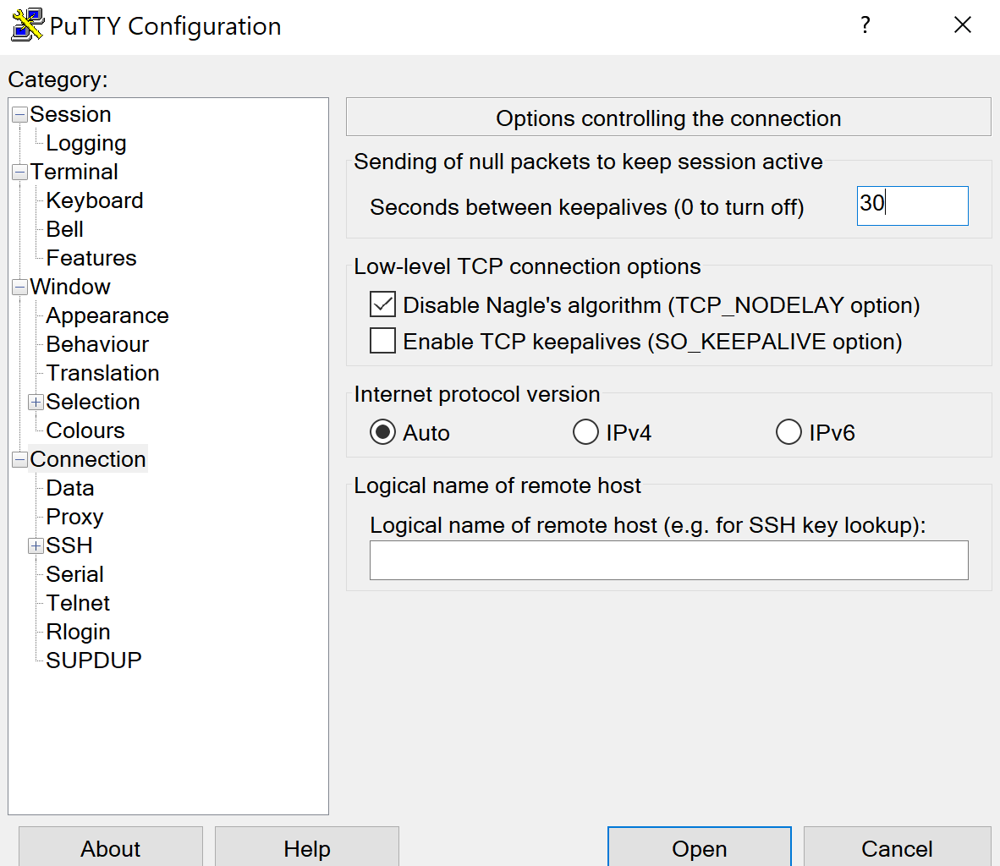 PuTTY Configuration
?
Category:
Session
Logging
Terminal
Keyboard
Bell
Features
Window
Appearance
Behaviour
Translation
Selection
Colours
Connection
Data
Proxy
SSH
Serial
Telnet
Rlogin
SUPDUP
Options controlling the connection
Sending of null packets to keep session active
Seconds between keepalives (0 to turn off) 30
Low-level TCP connection options
Disable Nagle's algorithm (TCP_NODELAY option)
Enable TCP keepalives (SO_KEEPALIVE option)
Internet protocol version
Auto IPv4 IPv6
Logical name of remote host
Logical name of remote host (e.g. for SSH key lookup):
About Help Open Cancel